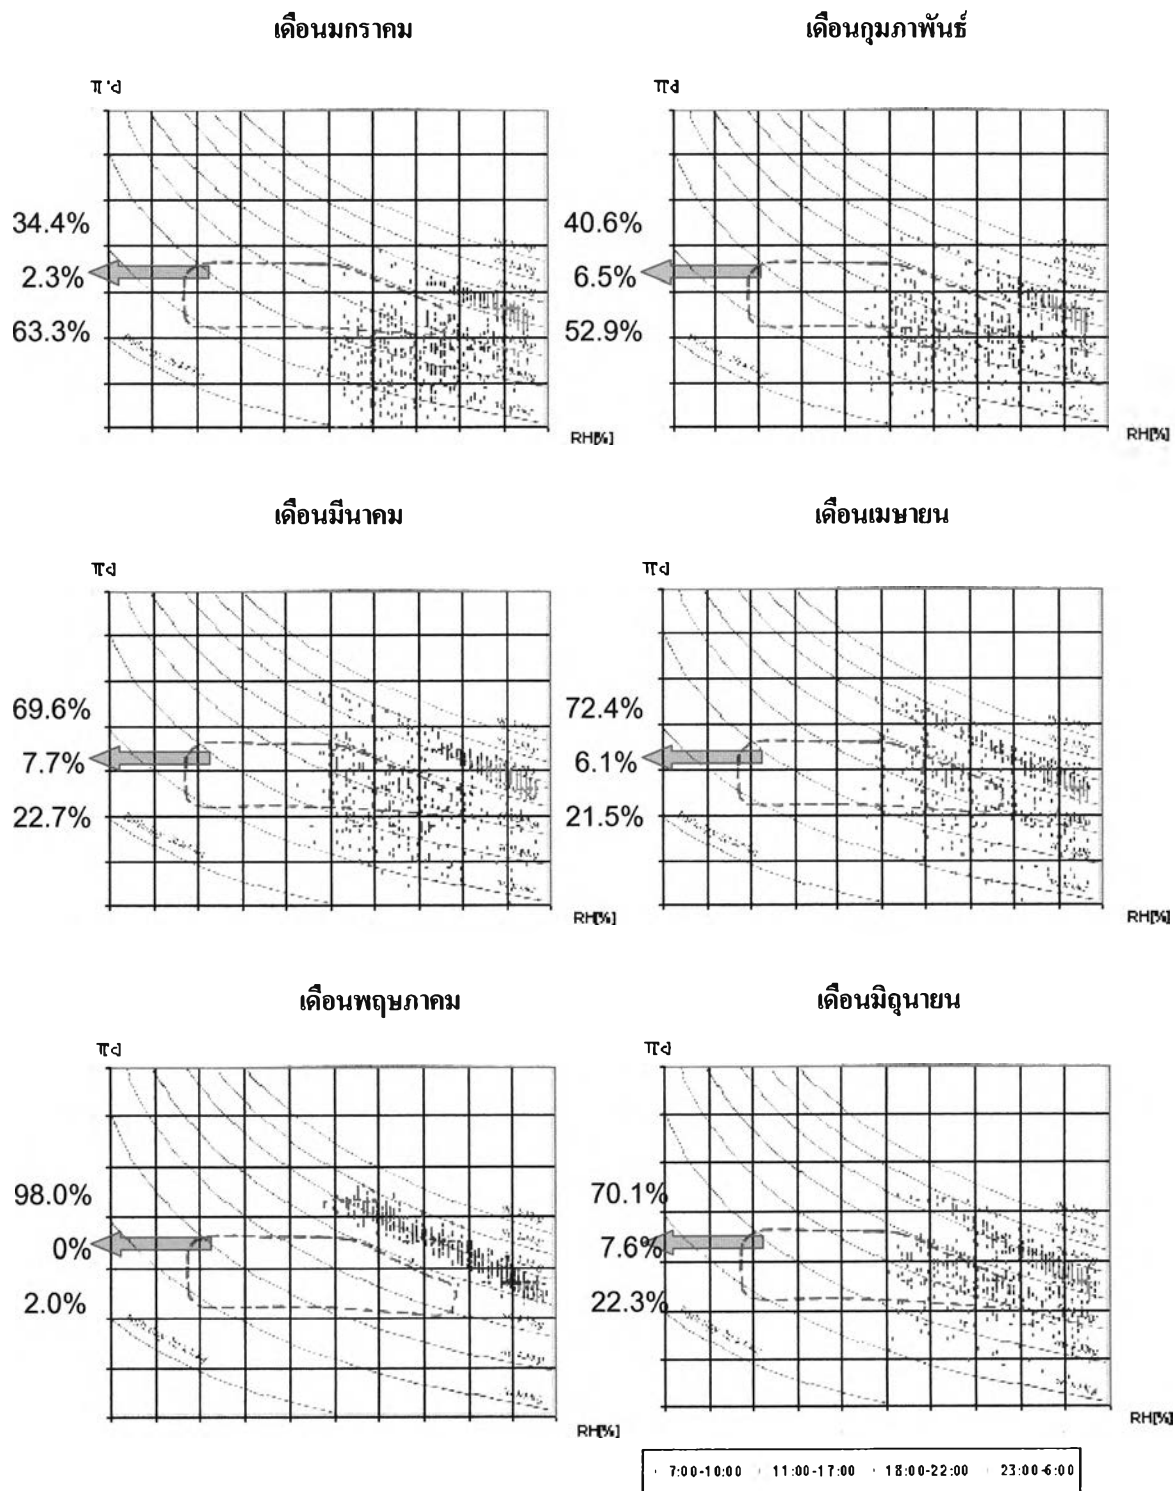 เดือนมกราคม
34.4%
2.3%
63.3%
RH[%]
เดือนกุมภาพันธ์
40.6%
6.5%
52.9%
RH[%]
เดือนมีนาคม
69.6%
7.7%
22.7%
RH[%]
เดือนเมษายน
72.4%
6.1%
21.5%
RH[%]
เดือนพฤษภาคม
98.0%
0%
2.0%
RH[%]
เดือนมิถุนายน
70.1%
7.6%
22.3%
RH[%]
7:00-10:00 11:00-17:00 18:00-22:00 23:00-6:00